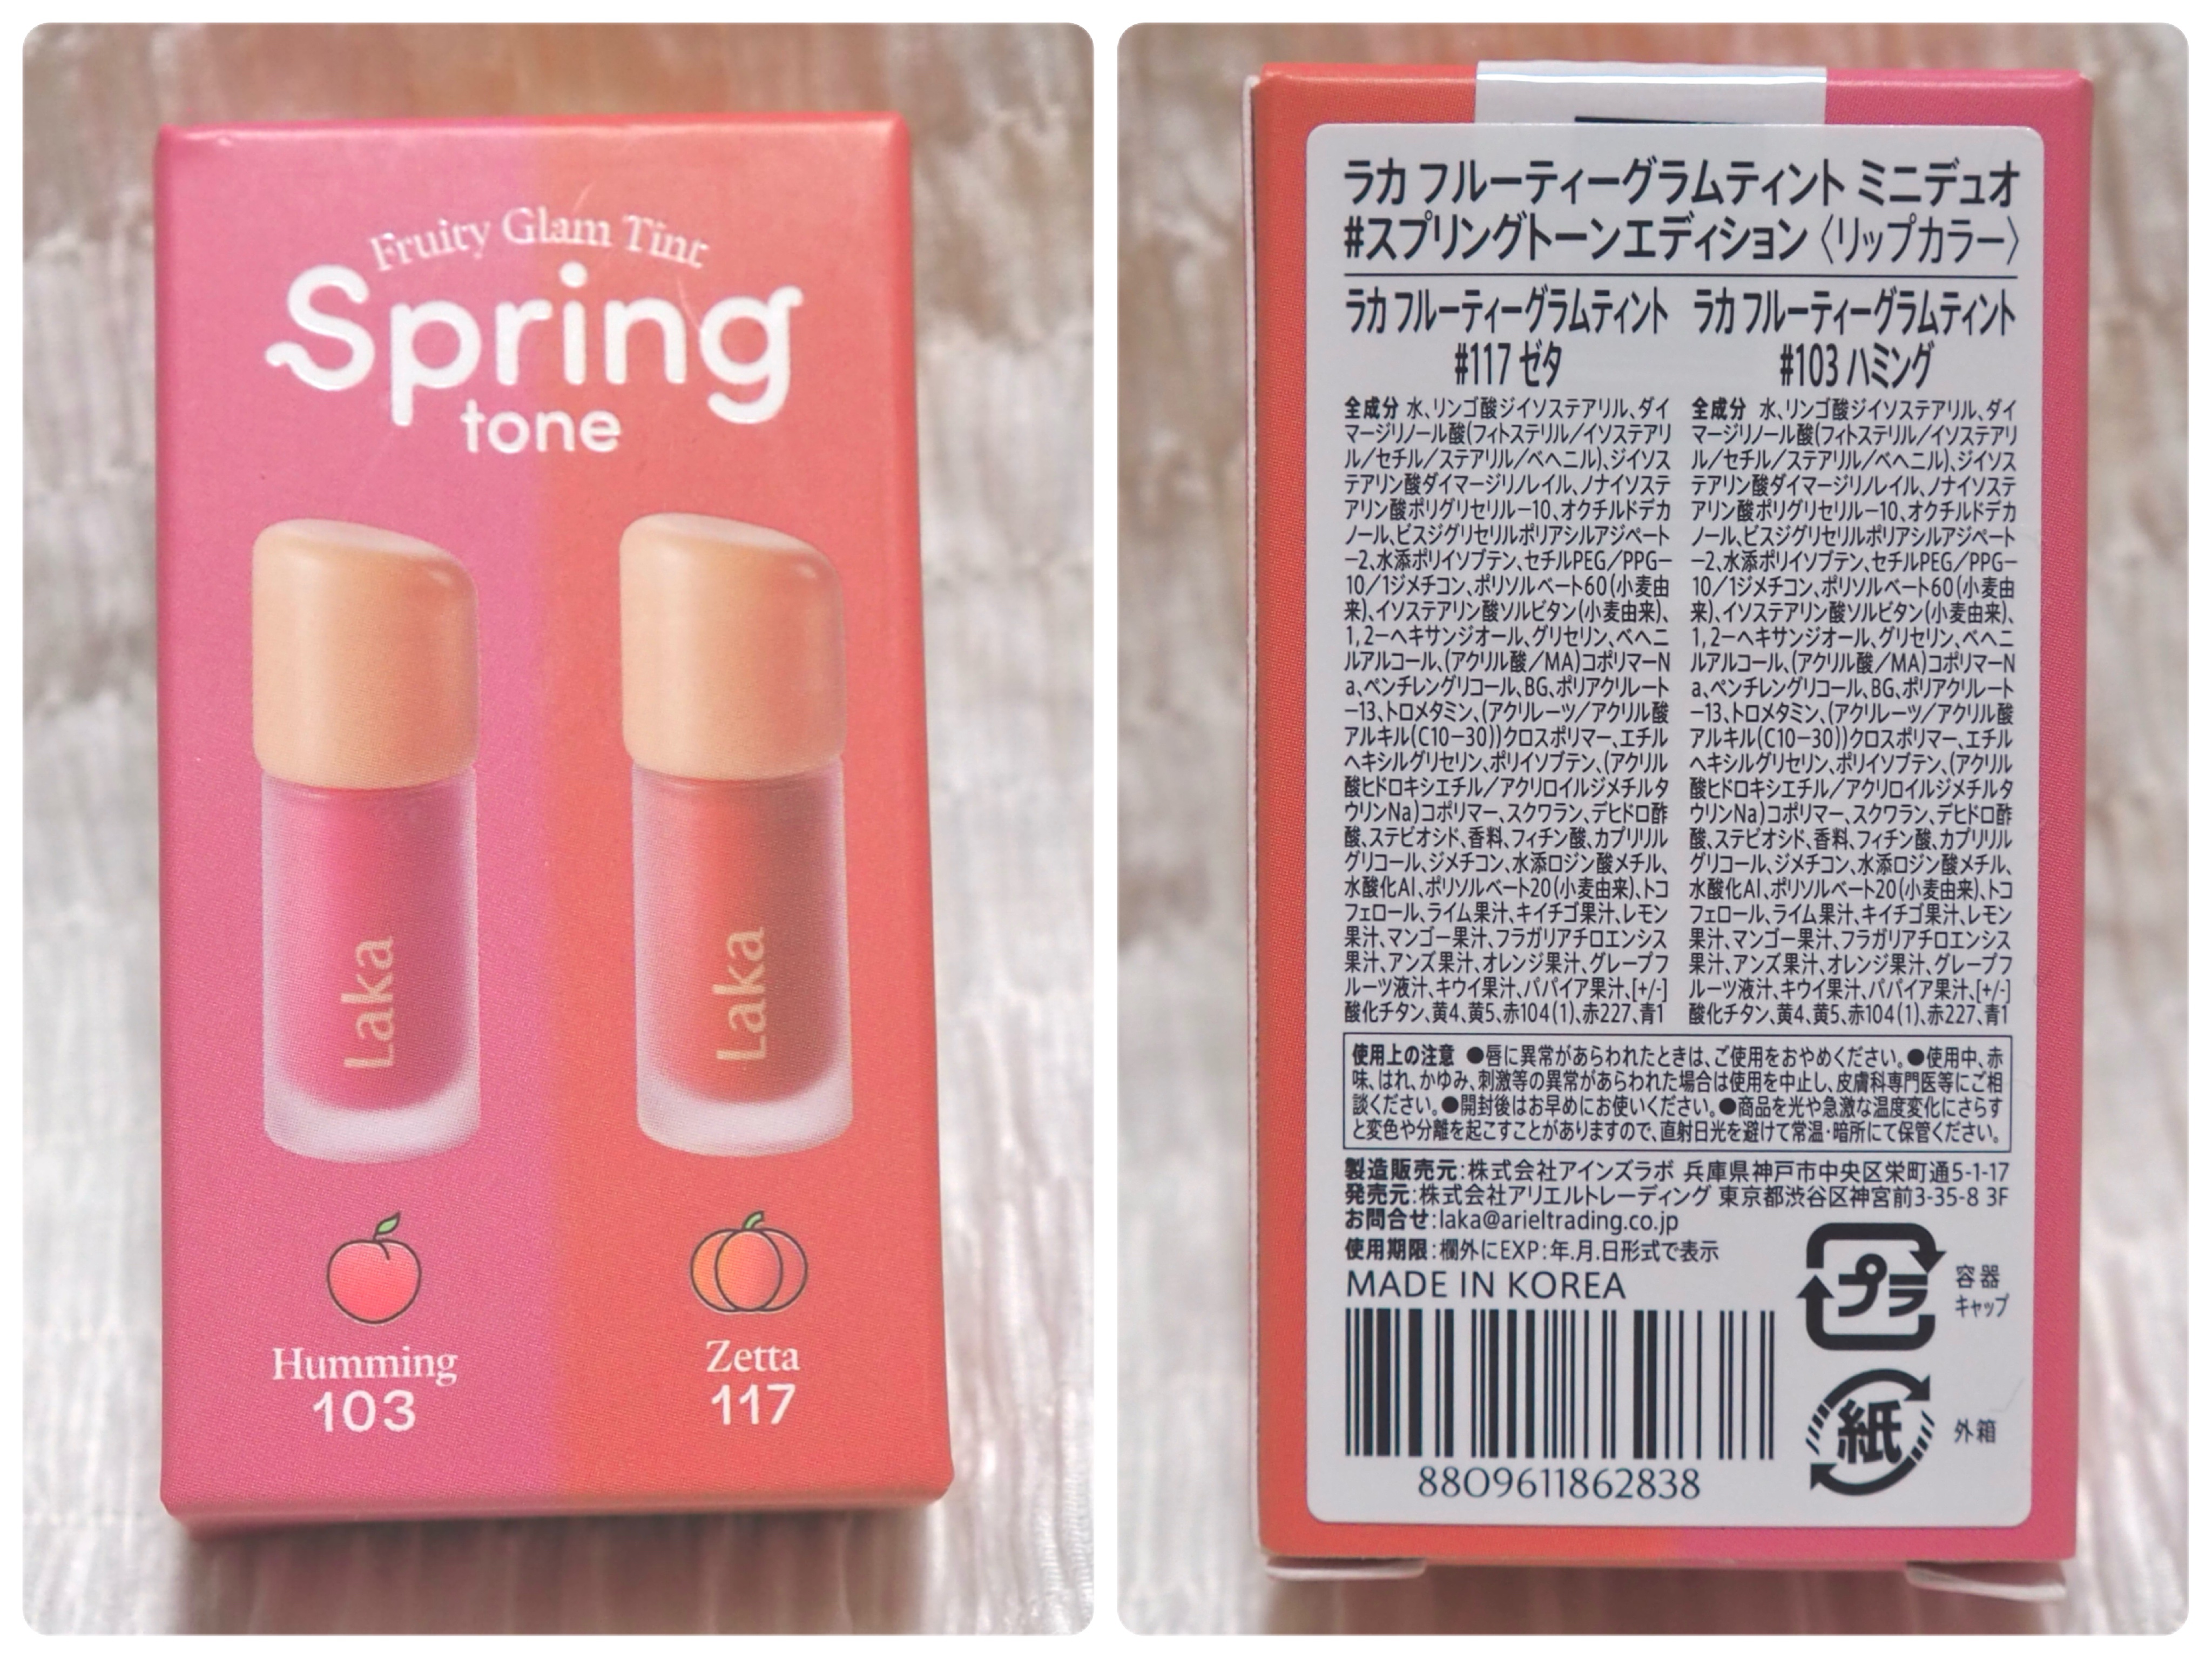 Fruity Glam Tint
Spring
tone
Laka
Laka
Humming
103
Zetta
117
ラカ フルーティーグラムティント ミニデュオ
#スプリングトーンエディション〈リップカラー〉
ラカ フルーティーグラムティント
#117 ゼタ
全成分 水、リンゴ酸ジイソステアリル、ダイ
マージリノール酸(フィトステリル/イソステアリ
ル/セチル/ステアリル/ベヘニル)、ジイソス
テアリン酸ダイマージリノレイル、ノナイソステ
アリン酸ポリグリセリル－10、オクチルドデカ
ノール、ビスジグリセリルポリアシルアジペート
－2、水添ポリイソブテン、セチルPEG/PPG－
10/1ジメチコン、ポリソルベート60(小麦由
来)、イソステアリン酸ソルビタン(小麦由来)、
1,2－ヘキサンジオール、グリセリン、ベヘニ
ルアルコール、(アクリル酸/MA)コポリマーN
a、ペンチレングリコール、BG、ポリアクリレート
－13、トロメタミン、(アクリレーツ/アクリル酸
アルキル(C10－30))クロスポリマー、エチル
ヘキシルグリセリン、ポリイソブテン、(アクリル
酸ヒドロキシエチル/アクリロイルジメチルタ
ウリンNa)コポリマー、スクワラン、デヒドロ酢
酸、ステビオシド、香料、フィチン酸、カプリリル
グリコール、ジメチコン、水添ロジン酸メチル、
水酸化Al、ポリソルベート20(小麦由来)、トコ
フェロール、ライム果汁、キイチゴ果汁、レモン
果汁、マンゴー果汁、フラガリアチロエンシス
果汁、アンズ果汁、オレンジ果汁、グレープフ
ルーツ液汁、キウイ果汁、パパイア果汁、[+/-]
酸化チタン、黄4、黄5、赤104(1)、赤227、青1
ラカ フルーティーグラムティント
#103 ハミング
全成分 水、リンゴ酸ジイソステアリル、ダイ
マージリノール酸(フィトステリル/イソステアリ
ル/セチル/ステアリル/ベヘニル)、ジイソス
テアリン酸ダイマージリノレイル、ノナイソステ
アリン酸ポリグリセリル－10、オクチルドデカ
ノール、ビスジグリセリルポリアシルアジペート
－2、水添ポリイソブテン、セチルPEG/PPG－
10/1ジメチコン、ポリソルベート60(小麦由
来)、イソステアリン酸ソルビタン(小麦由来)、
1,2－ヘキサンジオール、グリセリン、ベヘニ
ルアルコール、(アクリル酸/MA)コポリマーN
a、ペンチレングリコール、BG、ポリアクリレート
－13、トロメタミン、(アクリレーツ/アクリル酸
アルキル(C10－30))クロスポリマー、エチル
ヘキシルグリセリン、ポリイソブテン、(アクリル
酸ヒドロキシエチル/アクリロイルジメチルタ
ウリンNa)コポリマー、スクワラン、デヒドロ酢
酸、ステビオシド、香料、フィチン酸、カプリリル
グリコール、ジメチコン、水添ロジン酸メチル、
水酸化Al、ポリソルベート20(小麦由来)、トコ
フェロール、ライム果汁、キイチゴ果汁、レモン
果汁、マンゴー果汁、フラガリアチロエンシス
果汁、アンズ果汁、オレンジ果汁、グレープフ
ルーツ液汁、キウイ果汁、パパイア果汁、[+/-]
酸化チタン、黄4、黄5、赤104(1)、赤227、青1
使用上の注意 ●唇に異常があらわれたときは、ご使用をおやめください。●使用中、赤
味、はれ、かゆみ、刺激等の異常があらわれた場合は使用を中止し、皮膚科専門医等にご相
談ください。●開封後はお早めにお使いください。●商品を光や急激な温度変化にさらす
と変色や分離を起こすことがありますので、直射日光を避けて常温・暗所にて保管ください。
製造販売元:株式会社アインズラボ 兵庫県神戸市中央区栄町通5-1-17
発売元:株式会社アリエルトレーディング 東京都渋谷区神宮前3-35-8 3F
お問合せ:laka@arieltrading.co.jp
使用期限:欄外にEXP:年.月.日形式で表示
MADE IN KOREA
8809611862838
プラ
容器
キャップ
紙
外箱